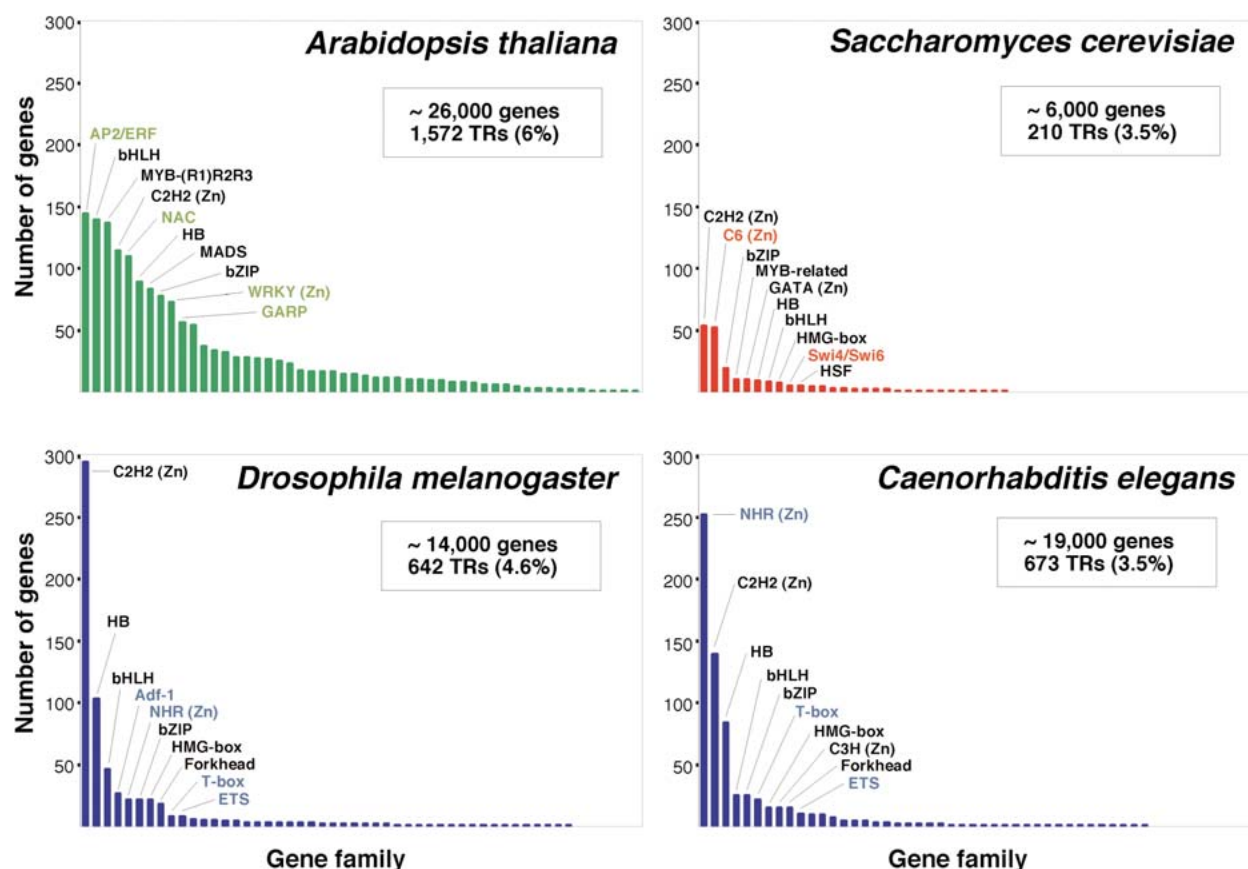 Arabidopsis thaliana
~ 26,000 genes
1,572 TRs (6%)
Number of genes
300
250
200
150
100
50
AP2/ERF
bHLH
MYB-(R1)R2R3
C2H2 (Zn)
NAC
HB
MADS
bZIP
WRKY (Zn)
GARP
Saccharomyces cerevisiae
~ 6,000 genes
210 TRs (3.5%)
300
250
200
150
100
50
C2H2 (Zn)
C6 (Zn)
bZIP
MYB-related
GATA (Zn)
HB
bHLH
HMG-box
Swi4/Swi6
HSF
Drosophila melanogaster
~ 14,000 genes
642 TRs (4.6%)
Number of genes
300
250
200
150
100
50
C2H2 (Zn)
HB
bHLH
Adf-1
NHR (Zn)
bZIP
HMG-box
Forkhead
T-box
ETS
Gene family
Caenorhabditis elegans
~ 19,000 genes
673 TRs (3.5%)
300
250
200
150
100
50
NHR (Zn)
C2H2 (Zn)
HB
bHLH
bZIP
T-box
HMG-box
C3H (Zn)
Forkhead
ETS
Gene family